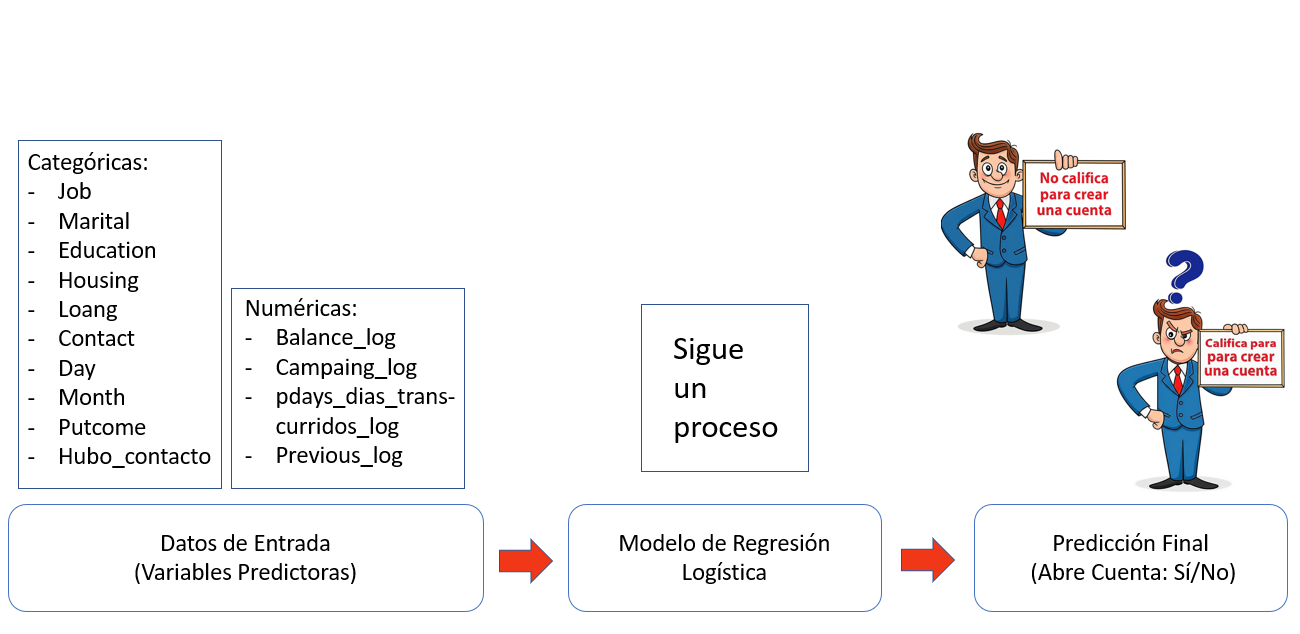 Categóricas:
- Job
- Marital
- Education
- Housing
- Loang
- Contact
- Day
- Month
- Putcome
- Hubo_contacto
Numéricas:
- Balance_log
- Campaing_log
- pdays_dias_trans-
curridos_log
- Previous_log
Sigue
un
proceso
No califica
para crear
una cuenta
?
Califica para
para crear
una cuenta
Datos de Entrada
(Variables Predictoras)
Modelo de Regresión
Logística
Predicción Final
(Abre Cuenta: Sí/No)